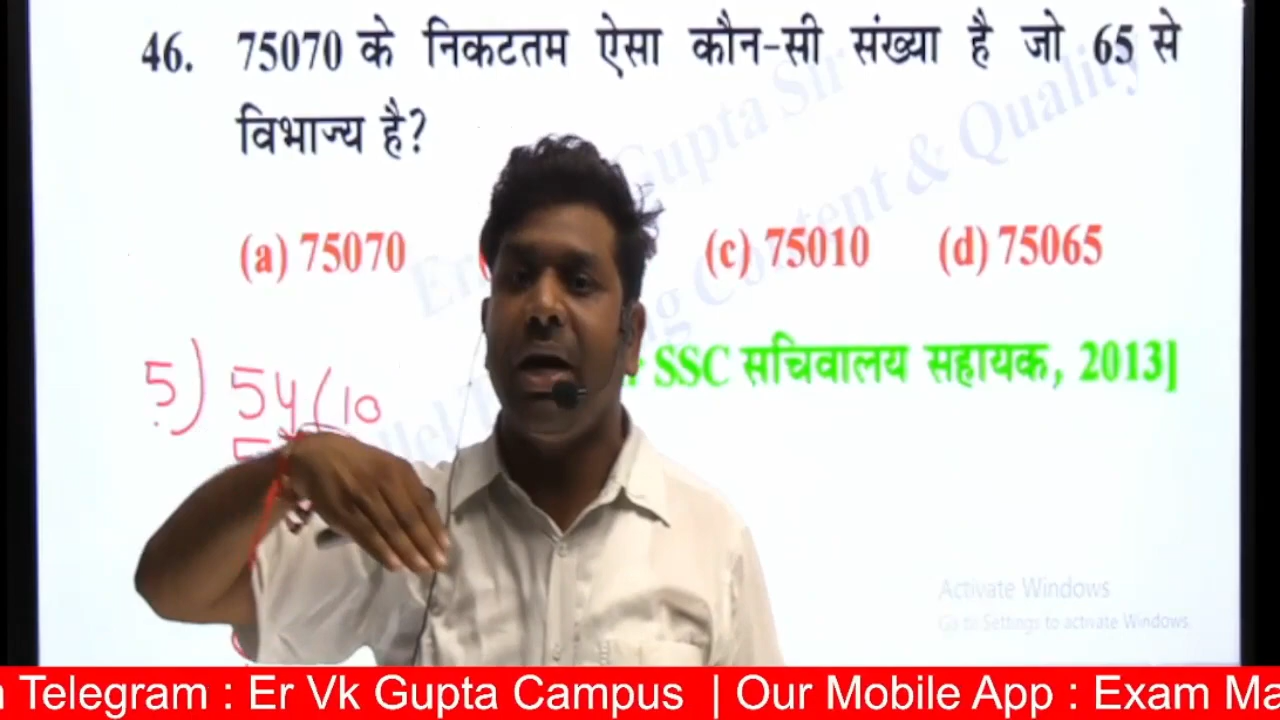 46. 75070 के निकटतम ऐसा कौन-सी संख्या है जो 65 से
विभाज्य है?
(a) 75070 (c) 75010 (d) 75065
SSC सचिवालय सहायक, 2013]
5) 54 (10
Activate Windows
Go to Settings to activate Windows.
Telegram : Er Vk Gupta Campus | Our Mobile App : Exam